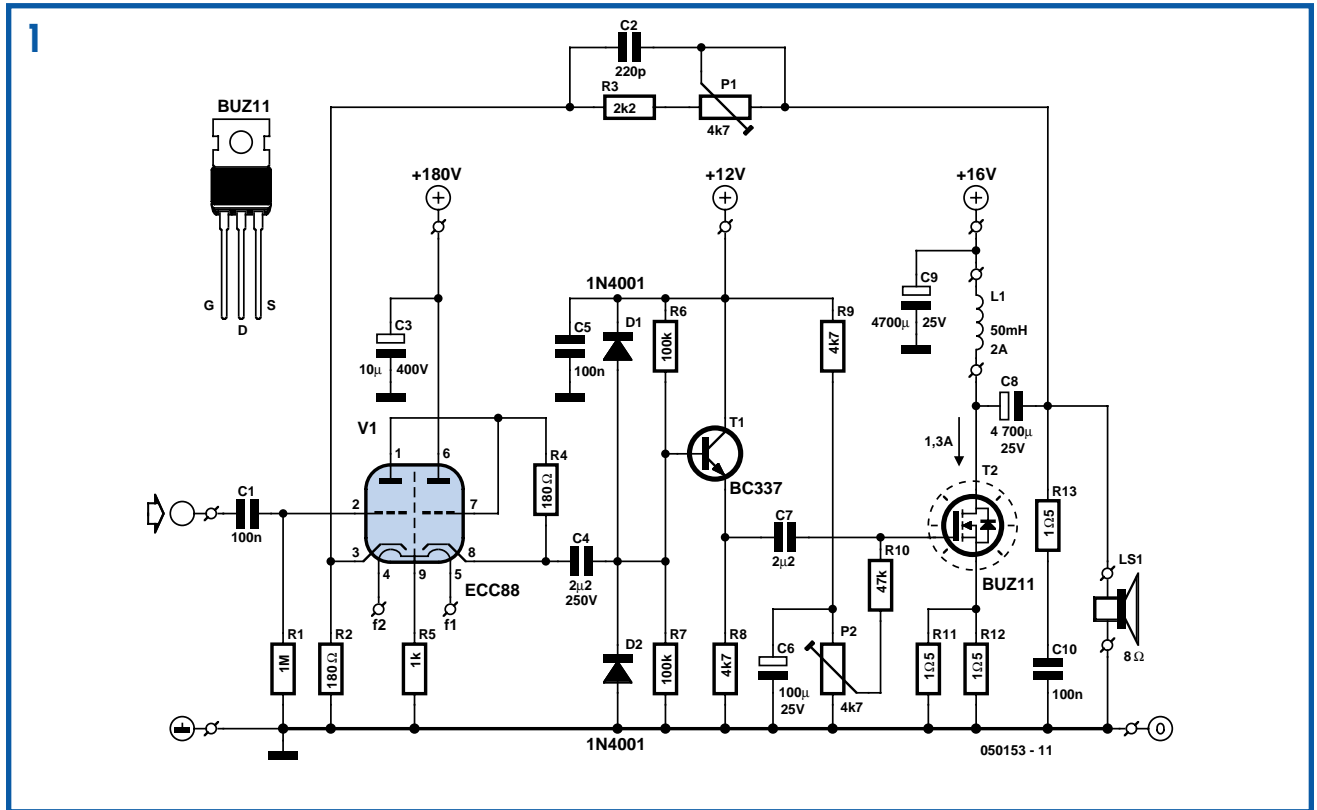 1
BUZ11
G
D
S
C2
220p
R3
2k2
P1
4k7
+180V
+12V
+16V
C3
10µ
400V
1N4001
C5
100n
D1
R6
100k
R9
4k7
C9
4700µ
25V
L1
50mH
2A
V1
1
6
R4
180Ω
T1
BC337
1,3A
C8
4 700µ
25V
T2
C1
100n
2
7
3
4
9
5
8
ECC88
f2
f1
C4
2µ2
250V
C7
2µ2
R10
47k
BUZ11
R13
1Ω5
LS1
8Ω
R1
1M
R2
180Ω
R5
1k
D2
R7
100k
R8
4k7
C6
100µ
25V
P2
4k7
R11
1Ω5
R12
1Ω5
C10
100n
0
1N4001
050153 - 11